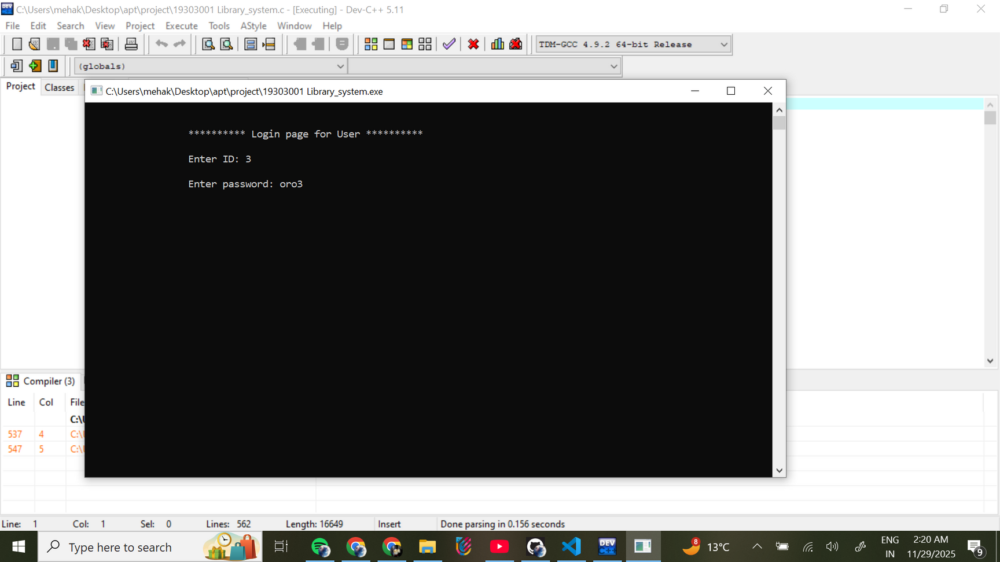 C:\Users\mehak\Desktop\apt\project\19303001 Library_system.c - [Executing] - Dev-C++ 5.11
File Edit Search View Project Execute Tools AStyle Window Help
TDM-GCC 4.9.2 64-bit Release
(globals)
Project Classes
C:\Users\mehak\Desktop\apt\project\19303001 Library_system.exe
********** Login page for User **********
Enter ID: 3
Enter password: oro3
Compiler (3)
Line Col File
C:\U
537 4 C:\U
547 5 C:\U
Line: 1 Col: 1 Sel: 0 Lines: 562 Length: 16649 Insert Done parsing in 0.156 seconds
Type here to search
DEV
C++
8
13°C
ENG
IN
2:20 AM
11/29/2025
9